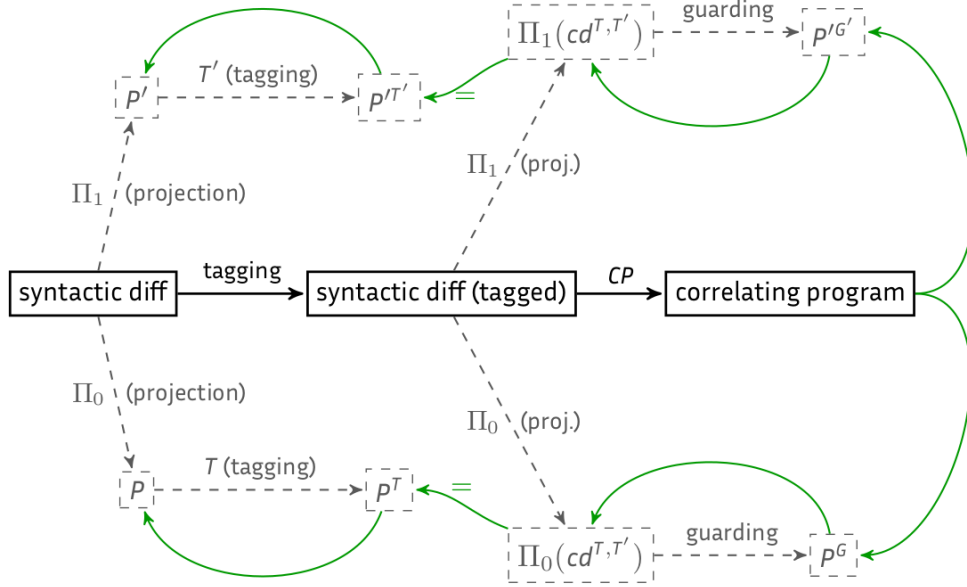 Π₁(cd^{T,T′}) guarding P′^{G′}
P′ T′ (tagging) P′^{T′} =
Π₁ (projection) Π₁ (proj.)
syntactic diff tagging syntactic diff (tagged) CP correlating program
Π₀ (projection) Π₀ (proj.)
P T (tagging) P^T =
Π₀(cd^{T,T′}) guarding P^G